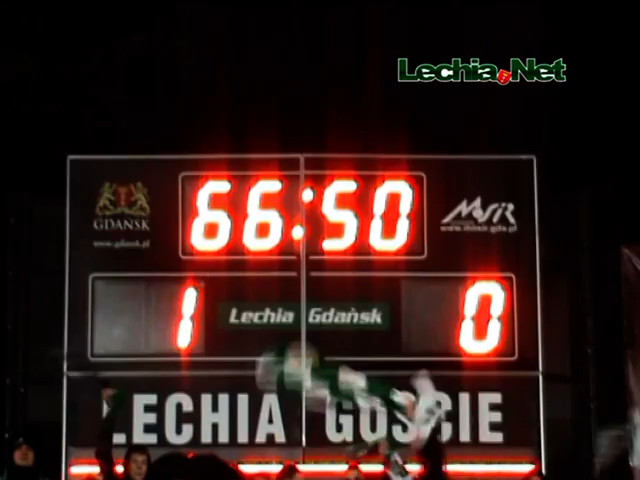 Lechia.Net
66:50
GDAŃSK
www.gdansk.pl
MOSiR
www.mosir.gda.pl
1 Lechia Gdańsk 0
LECHIA GOŚCIE